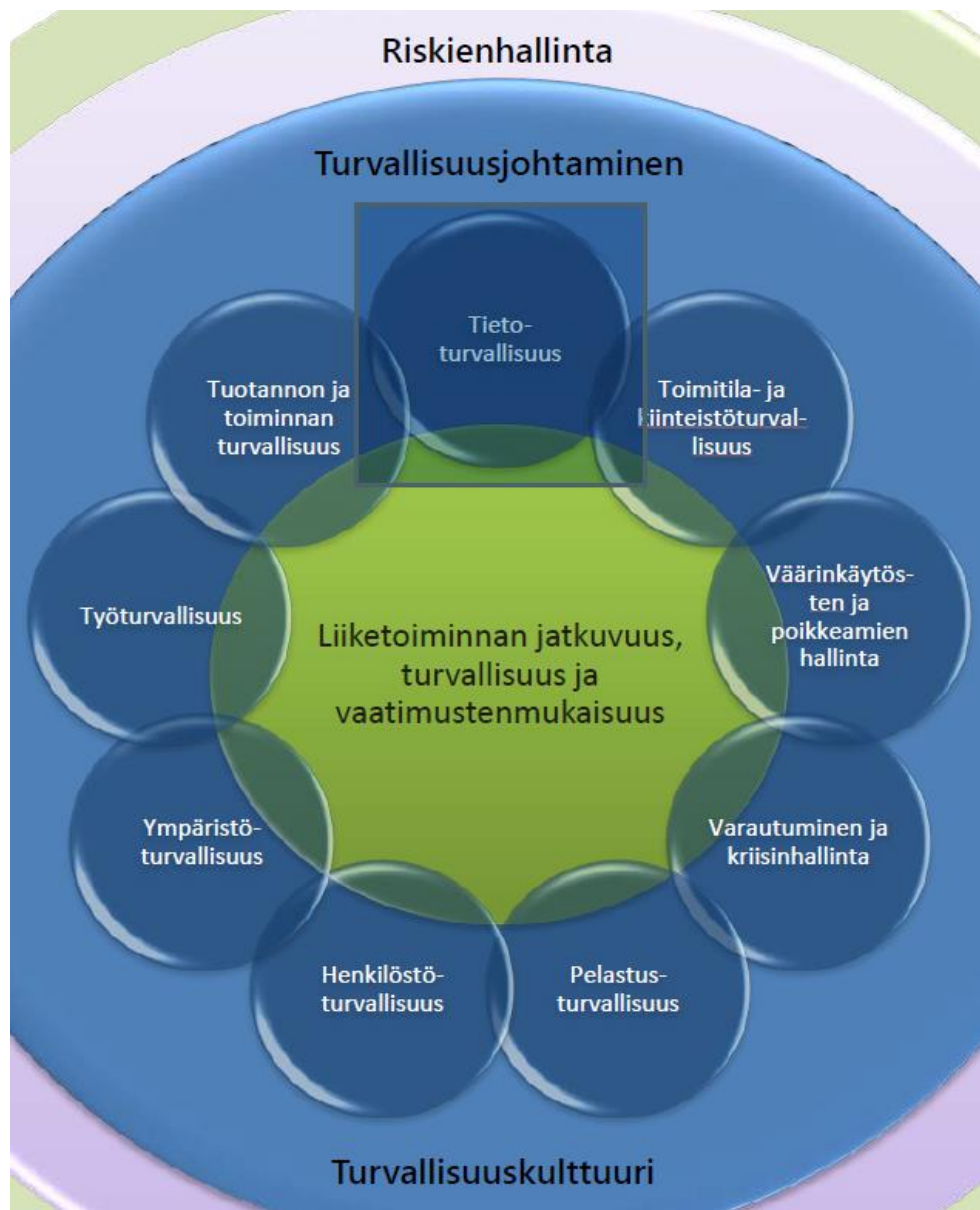 Riskienhallinta
Turvallisuusjohtaminen
Tieto-
turvallisuus
Toimitila- ja
kiinteistöturval-
lisuus
Väärinkäytös-
ten ja
poikkeamien
hallinta
Varautuminen ja
kriisinhallinta
Pelastus-
turvallisuus
Henkilöstö-
turvallisuus
Ympäristö-
turvallisuus
Työturvallisuus
Tuotannon ja
toiminnan
turvallisuus
Liiketoiminnan jatkuvuus,
turvallisuus ja
vaatimustenmukaisuus
Turvallisuuskulttuuri